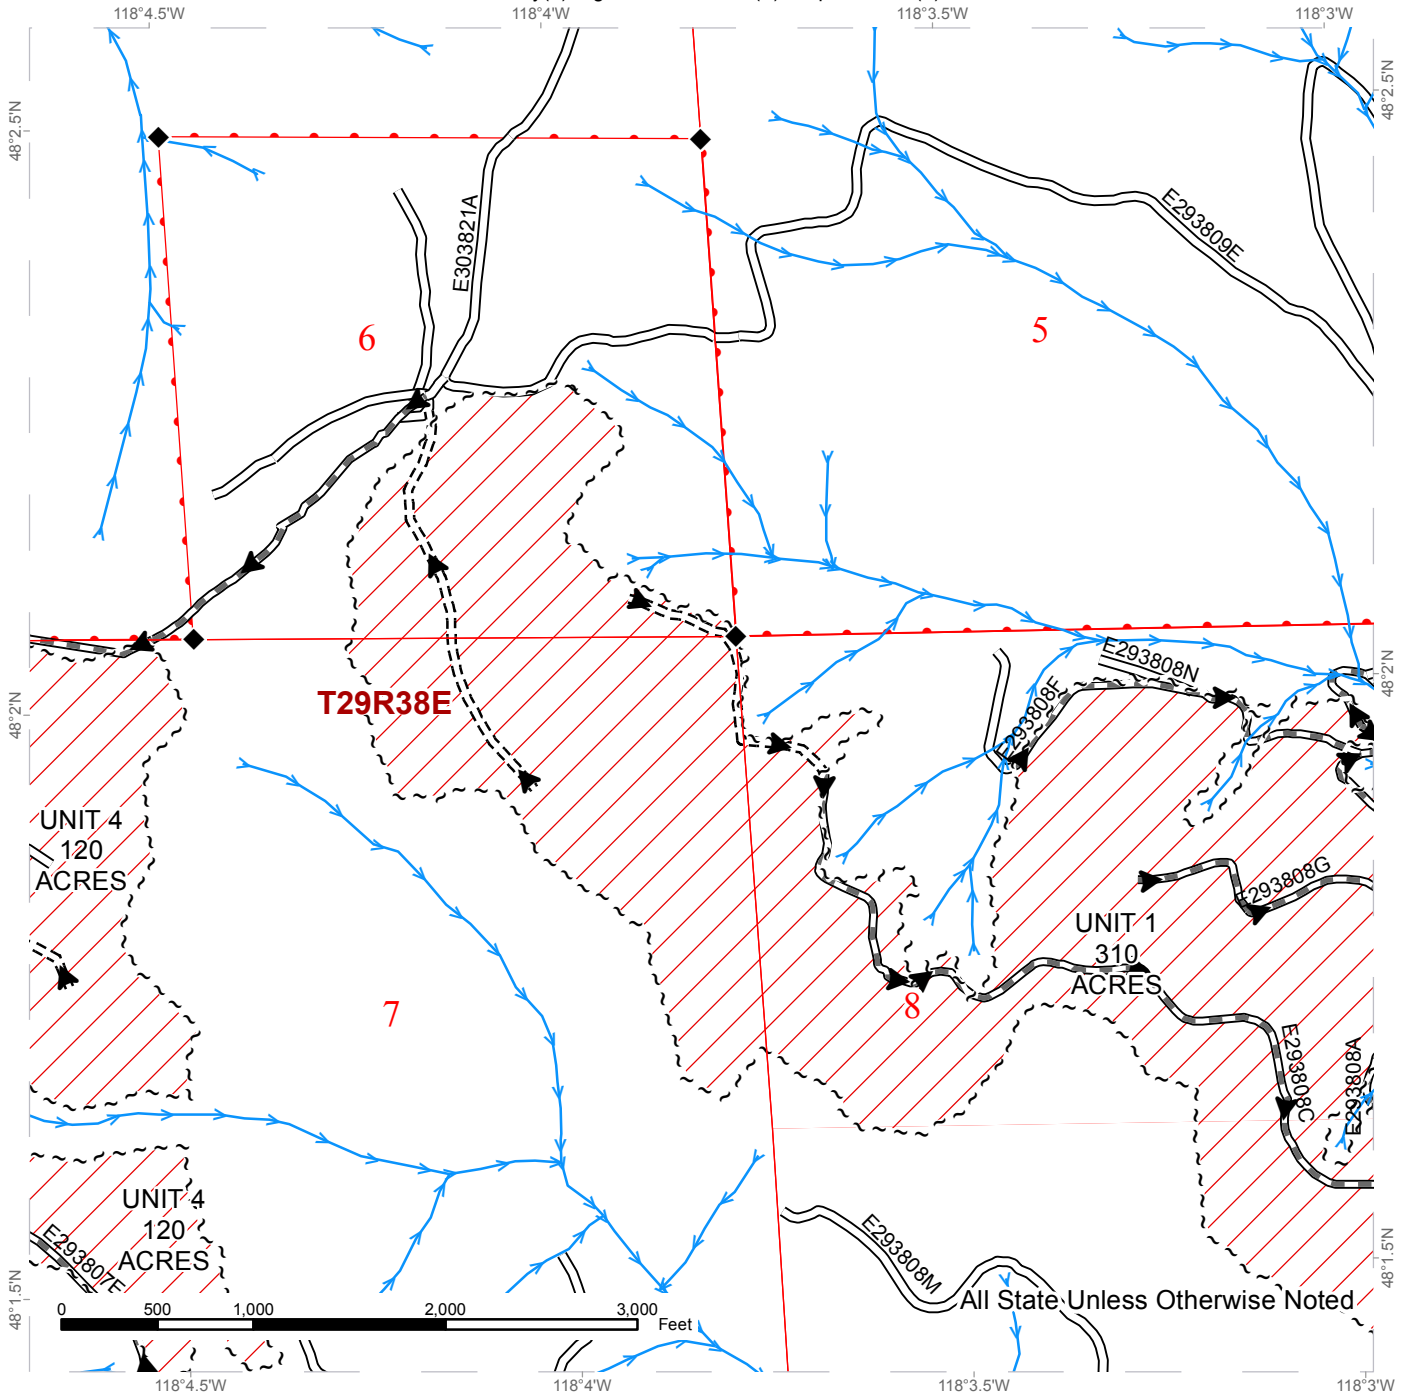 118°4.5'W
118°4'W
118°3.5'W
118°3'W
48°2.5'N
48°2.5'N
E303821A
E293809E
6
5
E293808N
E293808F
48°2'N
48°2'N
T29R38E
UNIT 4
120
ACRES
E293808G
UNIT 1
310
ACRES
7
8
E293808C
E293808A
UNIT 4
120
ACRES
E293807E
E293808M
48°1.5'N
48°1.5'N
All State Unless Otherwise Noted
0 500 1,000 2,000 3,000
Feet
118°4.5'W
118°4'W
118°3.5'W
118°3'W